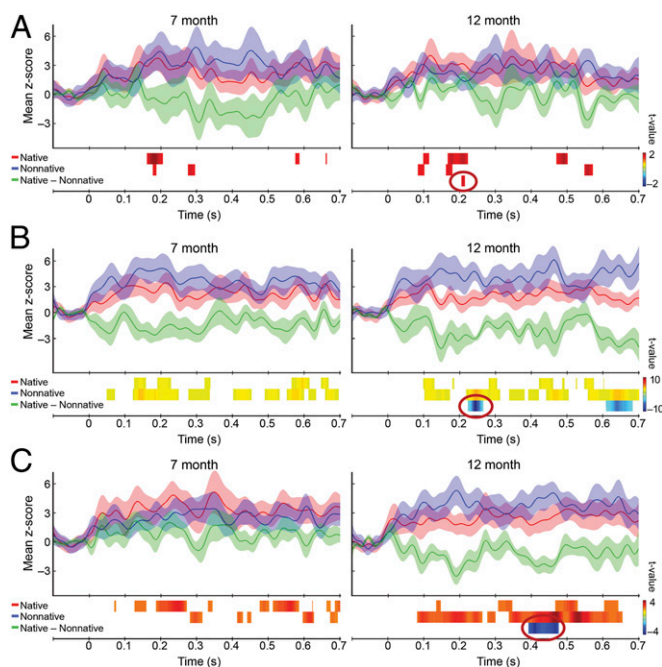 A
7 month
12 month
Mean z-score
6
3
0
−3
t-value
Native
Nonnative
Native − Nonnative
2
−2
0 0.1 0.2 0.3 0.4 0.5 0.6 0.7
0 0.1 0.2 0.3 0.4 0.5 0.6 0.7
Time (s)
Time (s)
B
7 month
12 month
Mean z-score
6
3
0
−3
t-value
Native
Nonnative
Native − Nonnative
10
−10
0 0.1 0.2 0.3 0.4 0.5 0.6 0.7
0 0.1 0.2 0.3 0.4 0.5 0.6 0.7
Time (s)
Time (s)
C
7 month
12 month
Mean z-score
6
3
0
−3
t-value
Native
Nonnative
Native − Nonnative
4
−4
0 0.1 0.2 0.3 0.4 0.5 0.6 0.7
0 0.1 0.2 0.3 0.4 0.5 0.6 0.7
Time (s)
Time (s)